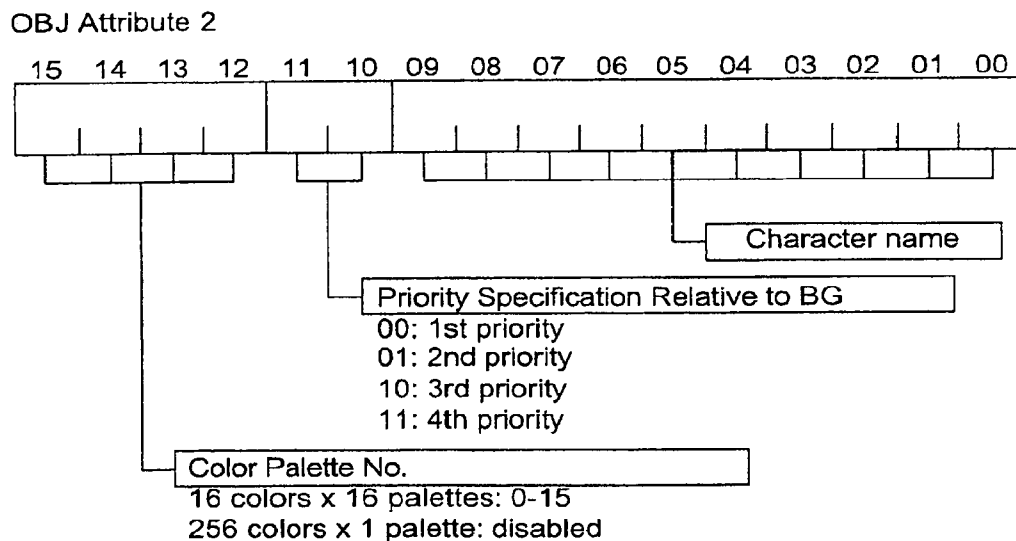 OBJ Attribute 2
15 14 13 12 11 10 09 08 07 06 05 04 03 02 01 00
Character name
Priority Specification Relative to BG
00: 1st priority
01: 2nd priority
10: 3rd priority
11: 4th priority
Color Palette No.
16 colors x 16 palettes: 0-15
256 colors x 1 palette: disabled